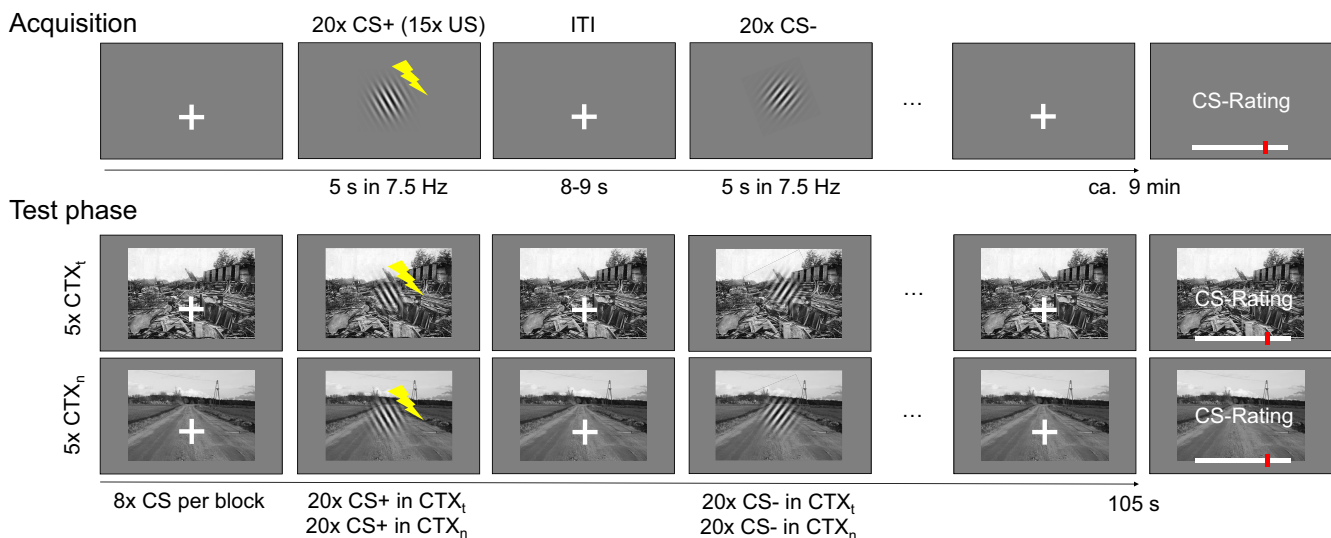 Acquisition
20x CS+ (15x US)
ITI
20x CS-
...
CS-Rating
5 s in 7.5 Hz
8-9 s
5 s in 7.5 Hz
ca. 9 min
Test phase
5x CTXt
...
CS-Rating
5x CTXn
...
CS-Rating
8x CS per block
20x CS+ in CTXt
20x CS+ in CTXn
20x CS- in CTXt
20x CS- in CTXn
105 s